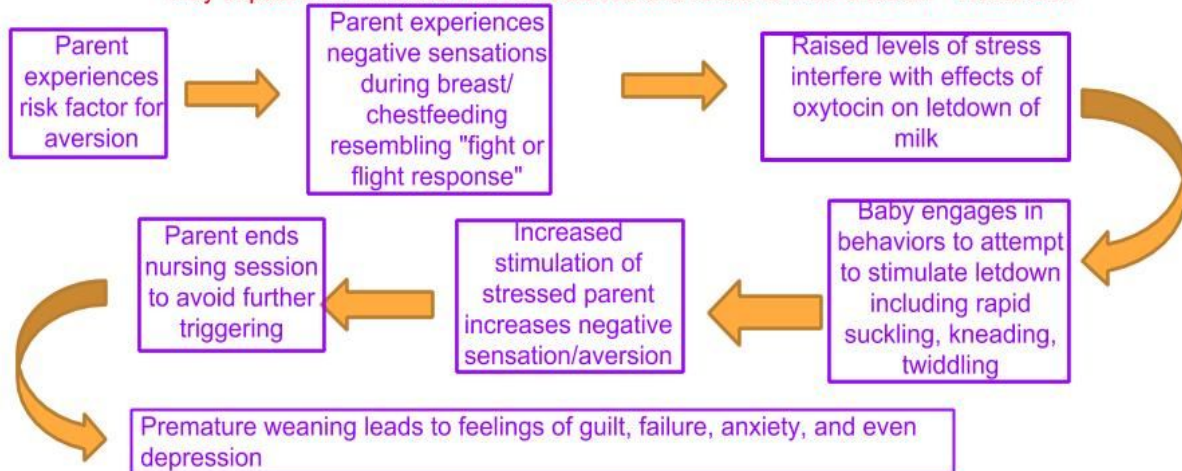 Parent
experiences
risk factor for
aversion
Parent experiences
negative sensations
during breast/
chestfeeding
resembling "fight or
flight response"
Raised levels of stress
interfere with effects of
oxytocin on letdown of
milk
Baby engages in
behaviors to attempt
to stimulate letdown
including rapid
suckling, kneading,
twiddling
Increased
stimulation of
stressed parent
increases negative
sensation/aversion
Parent ends
nursing session
to avoid further
triggering
Premature weaning leads to feelings of guilt, failure, anxiety, and even
depression